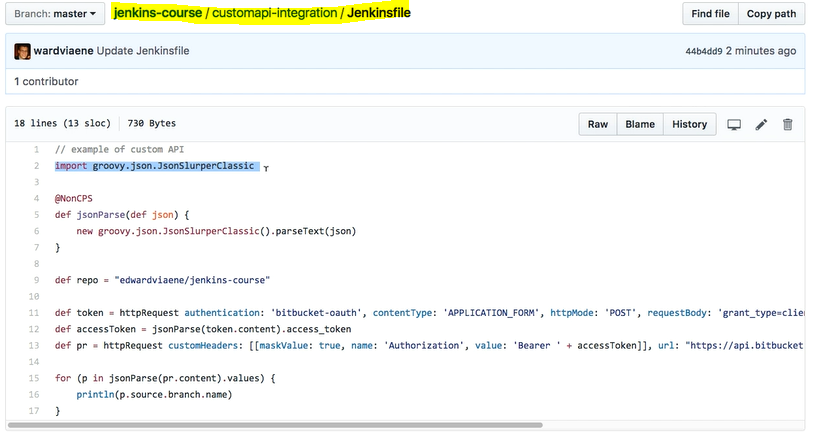 Branch: master
jenkins-course / customapi-integration / Jenkinsfile
Find file Copy path
wardviaene Update Jenkinsfile
44b4dd9 2 minutes ago
1 contributor
18 lines (13 sloc) 730 Bytes
Raw Blame History
1 // example of custom API
2 import groovy.json.JsonSlurperClassic
3
4 @NonCPS
5 def jsonParse(def json) {
6 new groovy.json.JsonSlurperClassic().parseText(json)
7 }
8
9 def repo = "edwardviaene/jenkins-course"
10
11 def token = httpRequest authentication: 'bitbucket-oauth', contentType: 'APPLICATION_FORM', httpMode: 'POST', requestBody: 'grant_type=clie
12 def accessToken = jsonParse(token.content).access_token
13 def pr = httpRequest customHeaders: [[maskValue: true, name: 'Authorization', value: 'Bearer ' + accessToken]], url: "https://api.bitbucket
14
15 for (p in jsonParse(pr.content).values) {
16 println(p.source.branch.name)
17 }